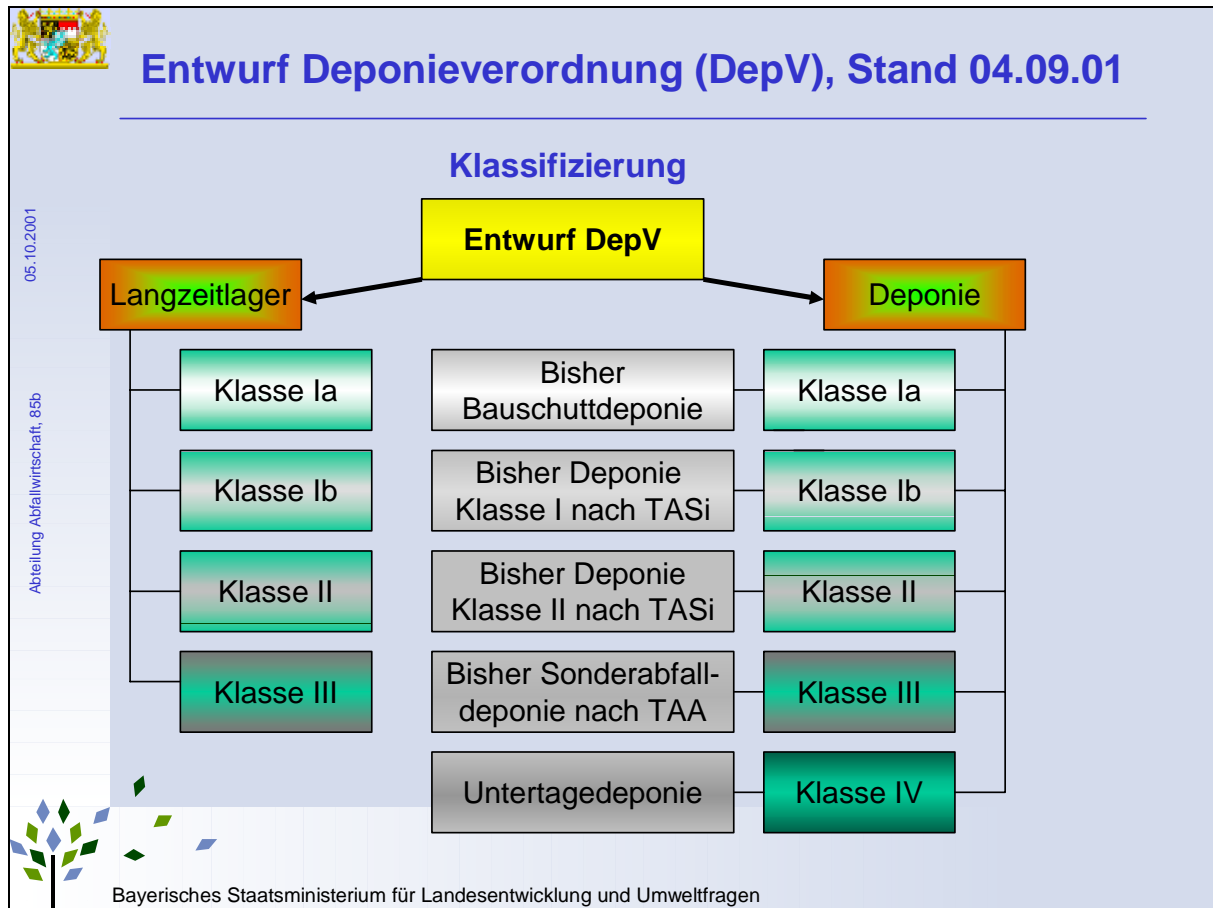 Entwurf Deponieverordnung (DepV), Stand 04.09.01
Klassifizierung
Entwurf DepV
Langzeitlager
Deponie
Klasse Ia
Bisher
Bauschuttdeponie
Klasse Ia
Klasse Ib
Bisher Deponie
Klasse I nach TASi
Klasse Ib
Klasse II
Bisher Deponie
Klasse II nach TASi
Klasse II
Klasse III
Bisher Sonderabfall-
deponie nach TAA
Klasse III
Untertagedeponie
Klasse IV
05.10.2001
Abteilung Abfallwirtschaft, 85b
Bayerisches Staatsministerium für Landesentwicklung und Umweltfragen